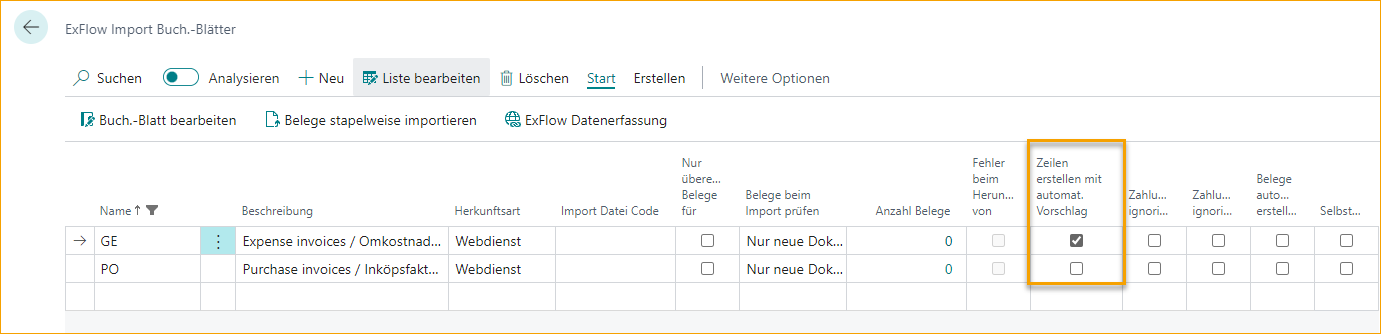 ExFlow Import Buch.-Blätter
Suchen Analysieren Neu Liste bearbeiten Löschen Start Erstellen Weitere Optionen
Buch.-Blatt bearbeiten Belege stapelweise importieren ExFlow Datenerfassung
Name Beschreibung Herkunftsart Import Datei Code Nur übere... Belege für Belege beim Import prüfen Anzahl Belege Fehler beim Herun... von Zeilen erstellen mit automat. Vorschlag Zahlu... ignori... Zahlu... ignori... Belege auto... erstell... Selbst...
GE Expense invoices / Omkostnad... Webdienst Nur neue Dok... 0
PO Purchase invoices / Inköpsfakt... Webdienst Nur neue Dok... 0